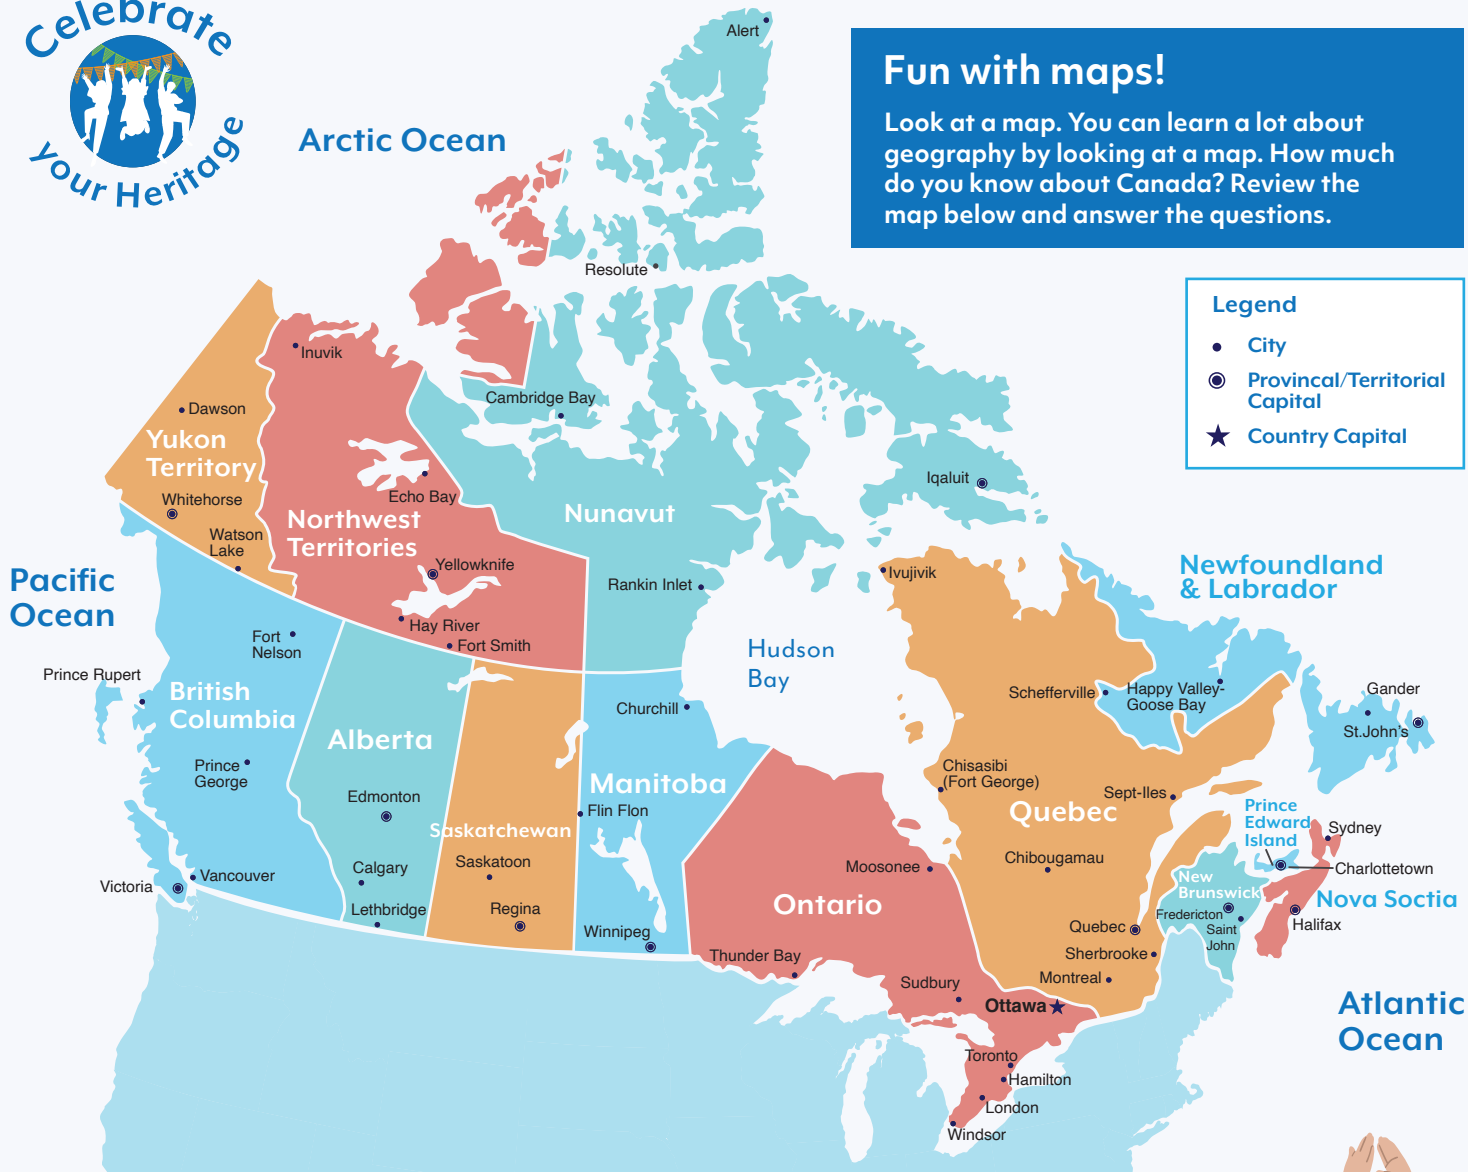 Celebrate
your Heritage
Fun with maps!
Look at a map. You can learn a lot about
geography by looking at a map. How much
do you know about Canada? Review the
map below and answer the questions.
Legend
City
Provincal/Territorial
Capital
Country Capital
Arctic Ocean
Alert
Resolute
Inuvik
Cambridge Bay
Dawson
Yukon
Territory
Whitehorse
Watson
Lake
Echo Bay
Northwest
Territories
Yellowknife
Hay River
Fort Smith
Nunavut
Iqaluit
Rankin Inlet
Ivujivik
Pacific
Ocean
Hudson
Bay
Newfoundland
& Labrador
Fort
Nelson
Prince Rupert
British
Columbia
Prince
George
Vancouver
Victoria
Alberta
Edmonton
Calgary
Lethbridge
Saskatchewan
Saskatoon
Regina
Churchill
Manitoba
Flin Flon
Winnipeg
Schefferville
Happy Valley-
Goose Bay
Gander
St.John's
Chisasibi
(Fort George)
Sept-Iles
Quebec
Chibougamau
Moosonee
Ontario
Thunder Bay
Sudbury
Ottawa
Quebec
Sherbrooke
Montreal
Toronto
Hamilton
London
Windsor
Prince
Edward
Island
Sydney
Charlottetown
New
Brunswick
Fredericton
Saint
John
Nova Soctia
Halifax
Atlantic
Ocean